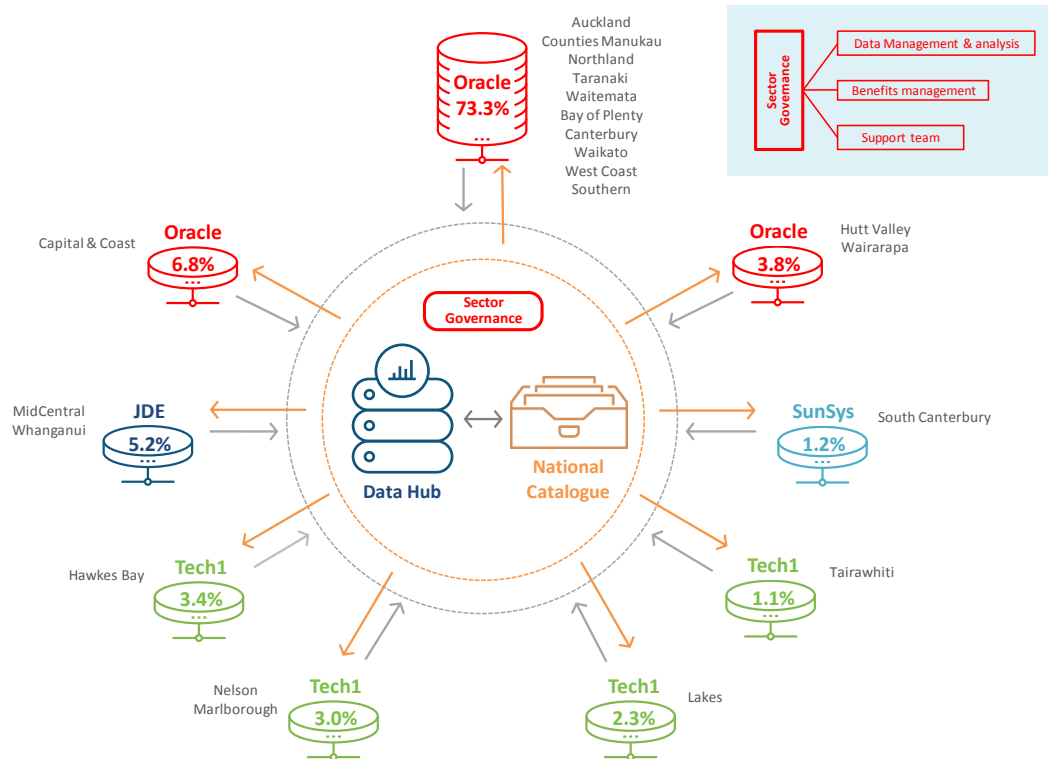 Oracle
73.3%
Auckland
Counties Manukau
Northland
Taranaki
Waitemata
Bay of Plenty
Canterbury
Waikato
West Coast
Southern
Sector
Governance
Data Management & analysis
Benefits management
Support team
Capital & Coast
Oracle
6.8%
Oracle
3.8%
Hutt Valley
Wairarapa
Sector
Governance
MidCentral
Whanganui
JDE
5.2%
Data Hub
National
Catalogue
SunSys
1.2%
South Canterbury
Hawkes Bay
Tech1
3.4%
Tech1
1.1%
Tairawhiti
Nelson
Marlborough
Tech1
3.0%
Tech1
2.3%
Lakes